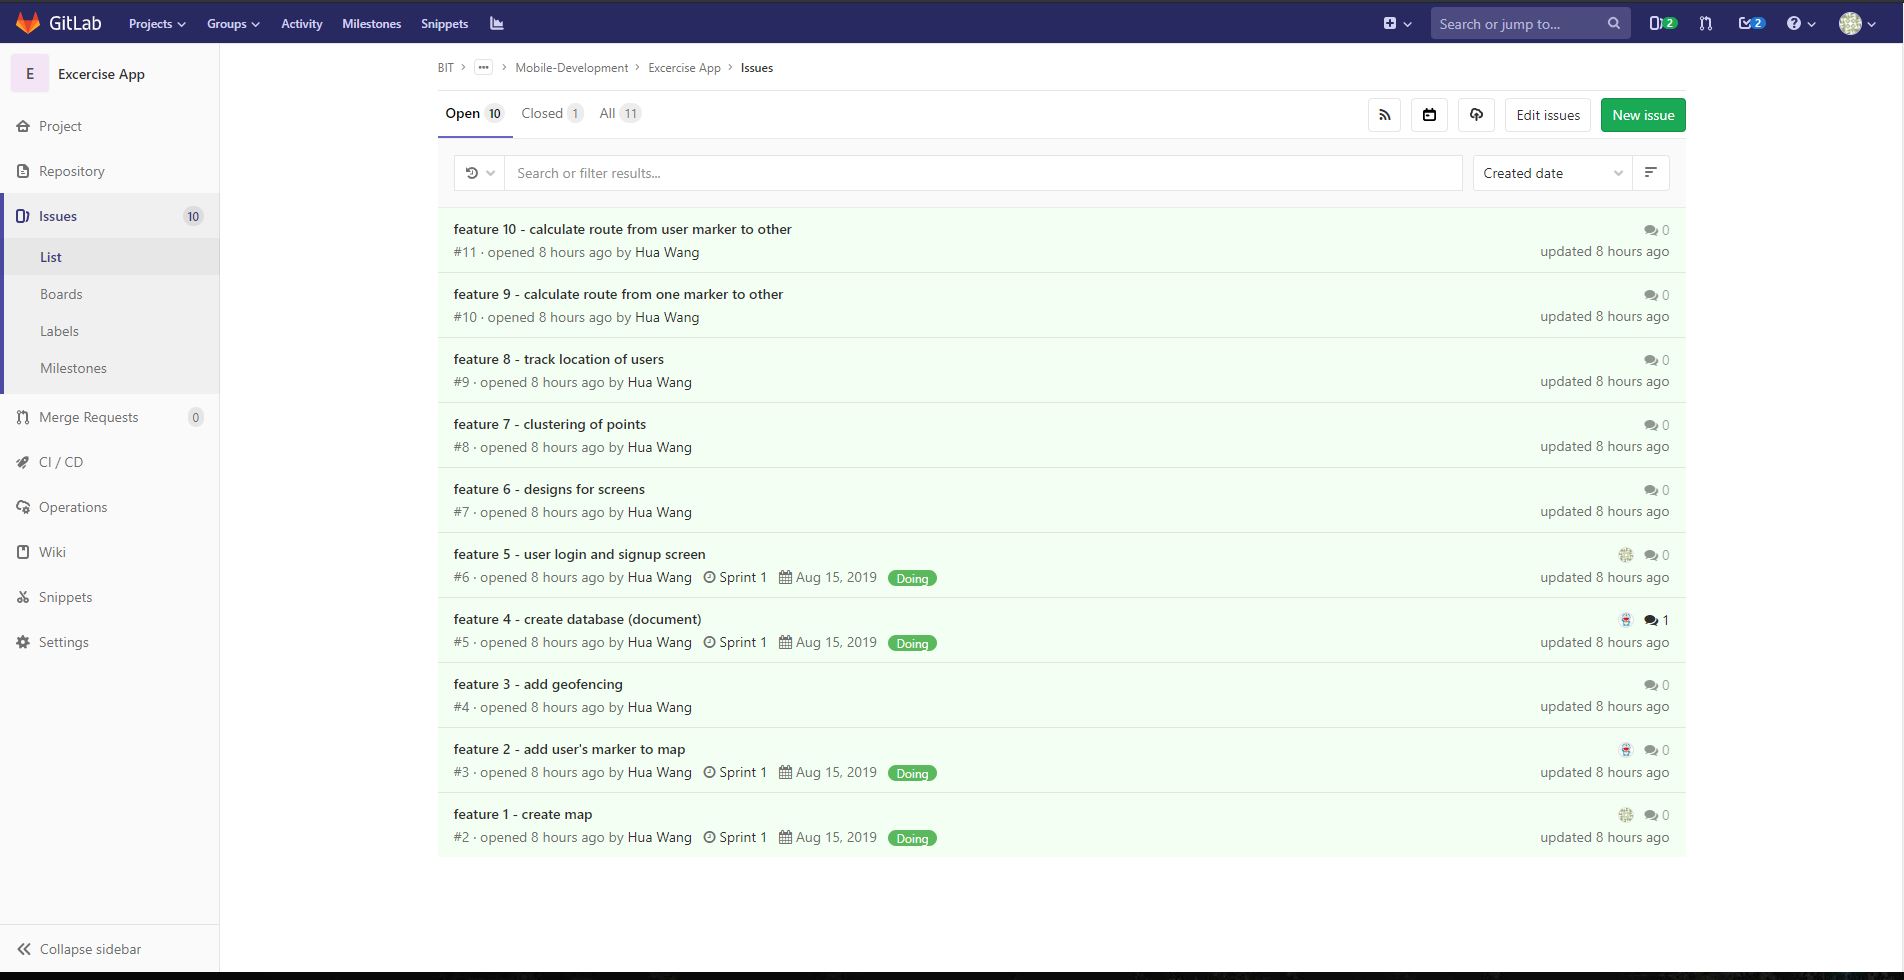 GitLab Projects Groups Activity Milestones Snippets Search or jump to... 2 2
E Excercise App
Project
Repository
Issues 10
List
Boards
Labels
Milestones
Merge Requests 0
CI / CD
Operations
Wiki
Snippets
Settings
Collapse sidebar
BIT > ... > Mobile-Development > Excercise App > Issues
Open 10 Closed 1 All 11 Edit issues New issue
Search or filter results... Created date
feature 10 - calculate route from user marker to other 0
#11 · opened 8 hours ago by Hua Wang updated 8 hours ago
feature 9 - calculate route from one marker to other 0
#10 · opened 8 hours ago by Hua Wang updated 8 hours ago
feature 8 - track location of users 0
#9 · opened 8 hours ago by Hua Wang updated 8 hours ago
feature 7 - clustering of points 0
#8 · opened 8 hours ago by Hua Wang updated 8 hours ago
feature 6 - designs for screens 0
#7 · opened 8 hours ago by Hua Wang updated 8 hours ago
feature 5 - user login and signup screen 0
#6 · opened 8 hours ago by Hua Wang Sprint 1 Aug 15, 2019 Doing updated 8 hours ago
feature 4 - create database (document) 1
#5 · opened 8 hours ago by Hua Wang Sprint 1 Aug 15, 2019 Doing updated 8 hours ago
feature 3 - add geofencing 0
#4 · opened 8 hours ago by Hua Wang updated 8 hours ago
feature 2 - add user's marker to map 0
#3 · opened 8 hours ago by Hua Wang Sprint 1 Aug 15, 2019 Doing updated 8 hours ago
feature 1 - create map 0
#2 · opened 8 hours ago by Hua Wang Sprint 1 Aug 15, 2019 Doing updated 8 hours ago